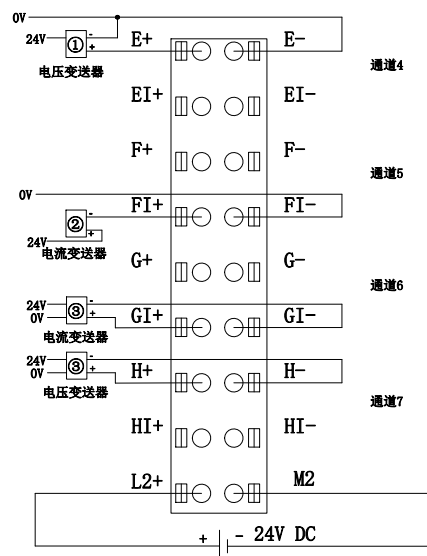 0V
24V ① - +
E+ E-
电压变送器
通道4
EI+ EI-
F+ F-
通道5
0V
FI+ FI-
② - +
24V
电流变送器
G+ G-
通道6
24V ③ - +
0V
GI+ GI-
电流变送器
24V ③ - +
0V
H+ H-
电压变送器
通道7
HI+ HI-
L2+ M2
+ - 24V DC